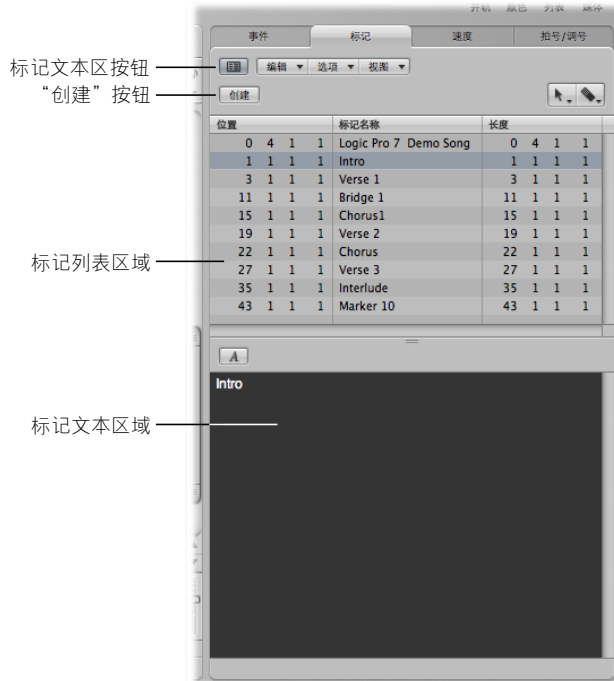 开轨 颜色 列表 媒体
事件 标记 速度 拍号/调号
标记文本区按钮
编辑 选项 视图
“创建”按钮
创建
位置 标记名称 长度
0 4 1 1 Logic Pro 7 Demo Song 0 4 1 1
1 1 1 1 Intro 1 1 1 1
3 1 1 1 Verse 1 3 1 1 1
11 1 1 1 Bridge 1 11 1 1 1
15 1 1 1 Chorus1 15 1 1 1
19 1 1 1 Verse 2 19 1 1 1
22 1 1 1 Chorus 22 1 1 1
标记列表区域
27 1 1 1 Verse 3 27 1 1 1
35 1 1 1 Interlude 35 1 1 1
43 1 1 1 Marker 10 43 1 1 1
A
Intro
标记文本区域